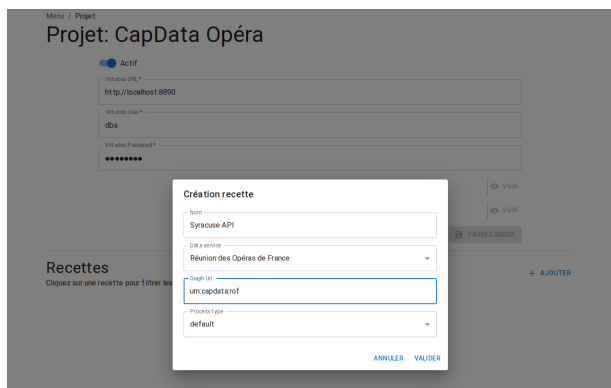 Menu / Projet
Projet: CapData Opéra
Actif
Virtuoso URL *
http://localhost:8890
Virtuoso User *
dba
Virtuoso Password *
••••••••
VOIR
VOIR
SAUVEGARDER
Recettes
Cliquez sur une recette pour filtrer les
+ AJOUTER
Création recette
Nom
Syracuse API
Data service
Réunion des Opéras de France
Graph Uri
urn:capdata:rof
Process type
default
ANNULER VALIDER